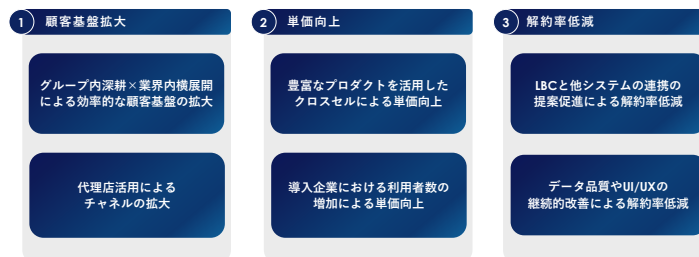 1 顧客基盤拡大
グループ内深耕×業界内横展開
による効率的な顧客基盤の拡大
代理店活用による
チャネルの拡大
2 単価向上
豊富なプロダクトを活用した
クロスセルによる単価向上
導入企業における利用者数の
増加による単価向上
3 解約率低減
LBCと他システムの連携の
提案促進による解約率低減
データ品質やUI/UXの
継続的改善による解約率低減